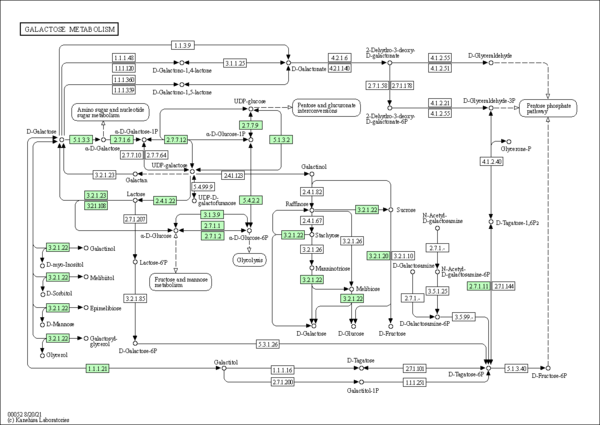 GALACTOSE METABOLISM
1.1.3.9
1.1.1.48
1.1.1.120
3.1.1.25
D-Galactono-1,4-lactone
D-Galactonate
4.2.1.6
4.2.1.140
2-Dehydro-3-deoxy-
D-galactonate
4.1.2.55
4.1.2.51
D-Glyceraldehyde
1.1.1.360
1.1.1.359
D-Galactono-1,5-lactone
2.7.1.58
2.7.1.178
Amino sugar and nucleotide
sugar metabolism
UDP-glucose
Pentose and glucuronate
interconversions
2-Dehydro-3-deoxy-
D-galactonate-6P
4.1.2.21
4.1.2.55
D-Glyceraldehyde-3P
Pentose phosphate
pathway
D-Galactose
5.1.3.3
α-D-Galactose
2.7.1.6
α-D-Galactose-1P
2.7.7.12
2.7.7.9
α-D-Glucose-1P
5.1.3.2
2.7.7.10
2.7.7.64
Glycerone-P
4.1.2.40
UDP-galactose
3.2.1.23
Galactan
2.4.1.123
Galactinol
5.4.99.9
UDP-D-
galactofuranose
Lactose
3.2.1.23
3.2.1.108
2.4.1.22
5.4.2.2
2.4.1.82
Raffinose
3.2.1.22
Sucrose
3.1.3.9
2.7.1.1
2.7.1.2
α-D-Glucose
α-D-Glucose-6P
2.7.1.207
Lactose-6'P
2.4.1.67
3.2.1.22
Stachyose
3.2.1.26
3.2.1.26
N-Acetyl-
D-galactosamine
2.7.1.-
D-Tagatose-1,6P2
3.2.1.20
3.2.1.10
D-Galactosamine
N-Acetyl-
D-galactosamine-6P
3.2.1.22
Galactinol
D-myo-Inositol
Glycolysis
Fructose and mannose
metabolism
Manninotriose
3.2.1.22
Melibiose
3.2.1.22
2.7.1.-
3.5.1.25
2.7.1.11
2.7.1.144
3.2.1.22
Melibiitol
D-Sorbitol
3.2.1.85
3.2.1.22
Epimelibiose
D-Mannose
D-Galactose
D-Glucose
D-Fructose
D-Galactosamine-6P
3.5.99.-
3.2.1.22
Galactosyl-
glycerol
Glycerol
D-Galactose-6P
5.3.1.26
1.1.1.21
Galactitol
1.1.1.16
D-Tagatose
2.7.1.101
D-Tagatose-6P
5.1.3.40
D-Fructose-6P
2.7.1.200
Galactitol-1P
1.1.1.251
00052 8/20/21
(c) Kanehisa Laboratories